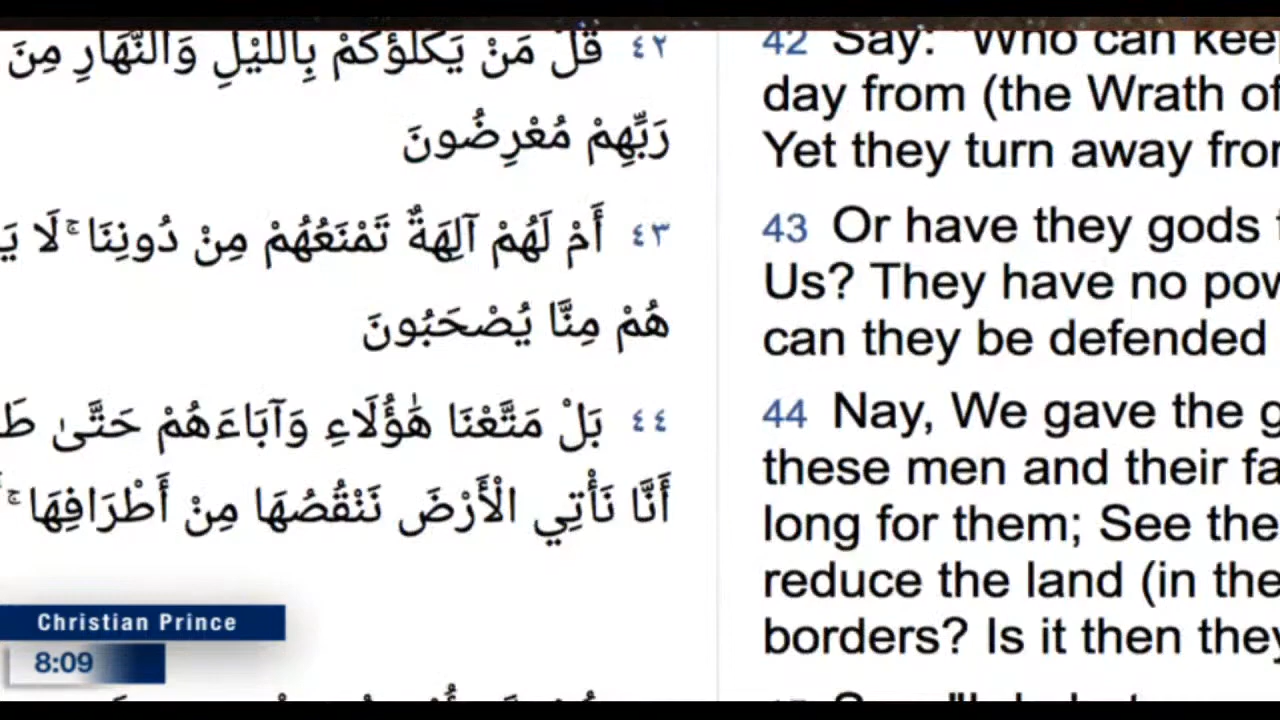 ٤٢ قُلْ مَنْ يَكْلَؤُكُمْ بِاللَّيْلِ وَالنَّهَارِ مِنَ
رَبِّهِمْ مُعْرِضُونَ
٤٣ أَمْ لَهُمْ آلِهَةٌ تَمْنَعُهُمْ مِنْ دُونِنَا ۚ لَا
هُمْ مِنَّا يُصْحَبُونَ
٤٤ بَلْ مَتَّعْنَا هَٰؤُلَاءِ وَآبَاءَهُمْ حَتَّىٰ
أَنَّا نَأْتِي الْأَرْضَ نَنْقُصُهَا مِنْ أَطْرَافِهَا ۚ
42 Say: "Who can keep
day from (the Wrath of
Yet they turn away from
43 Or have they gods
Us? They have no pow
can they be defended
44 Nay, We gave the g
these men and their fa
long for them; See the
reduce the land (in the
borders? Is it then they
Christian Prince
8:09